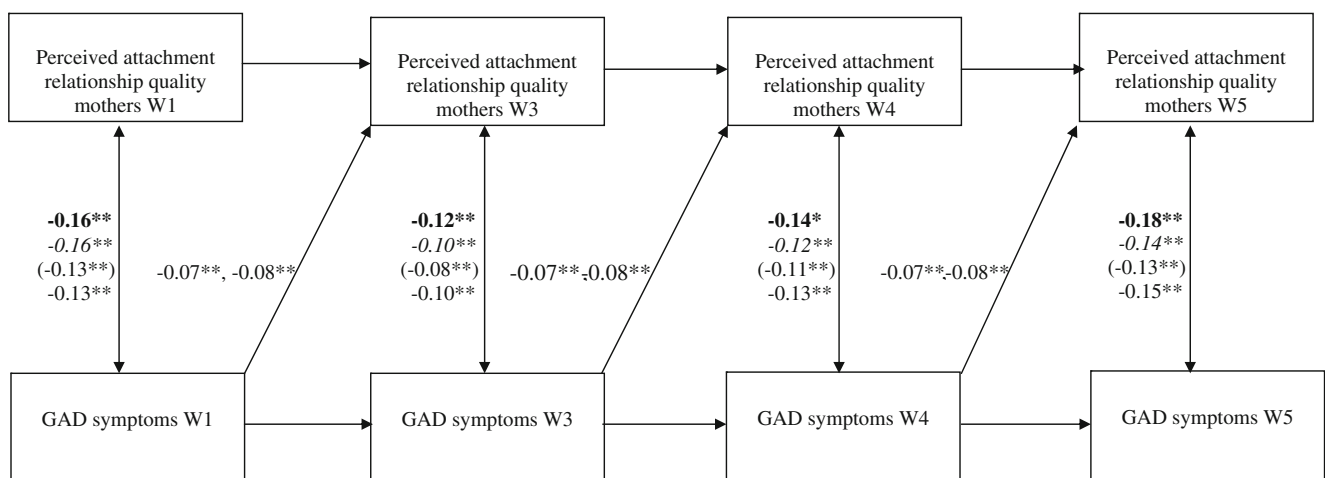 Perceived attachment
relationship quality
mothers W1
Perceived attachment
relationship quality
mothers W3
Perceived attachment
relationship quality
mothers W4
Perceived attachment
relationship quality
mothers W5
-0.16**
-0.16**
(-0.13**)
-0.13**
-0.07**, -0.08**
-0.12**
-0.10**
(-0.08**)
-0.10**
-0.07**,-0.08**
-0.14*
-0.12**
(-0.11**)
-0.13**
-0.07**,-0.08**
-0.18**
-0.14**
(-0.13**)
-0.15**
GAD symptoms W1
GAD symptoms W3
GAD symptoms W4
GAD symptoms W5